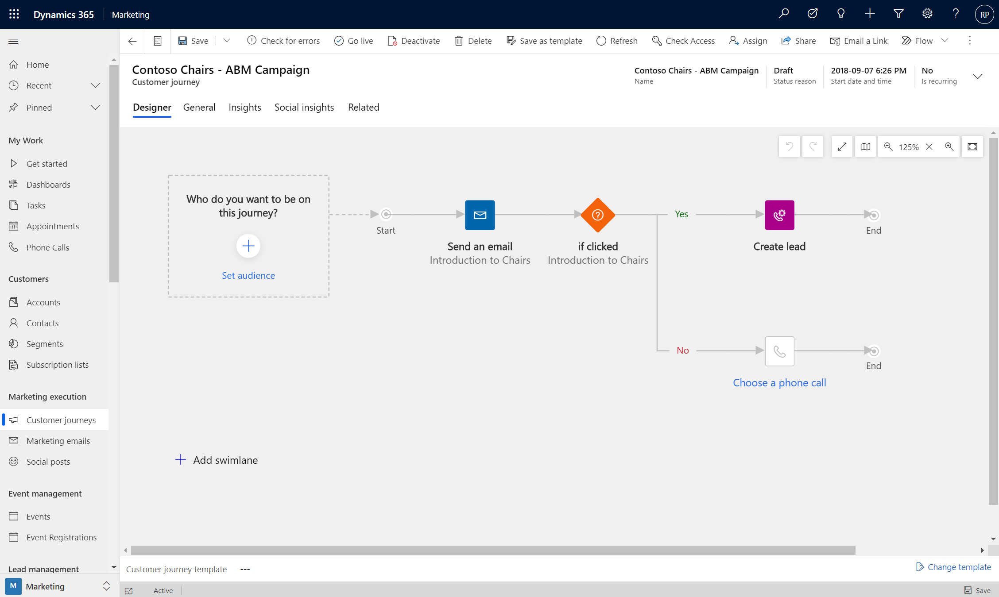 Dynamics 365 Marketing RP
Save Check for errors Go live Deactivate Delete Save as template Refresh Check Access Assign Share Email a Link Flow
Home
Recent
Pinned
My Work
Get started
Dashboards
Tasks
Appointments
Phone Calls
Customers
Accounts
Contacts
Segments
Subscription lists
Marketing execution
Customer journeys
Marketing emails
Social posts
Event management
Events
Event Registrations
Lead management
M Marketing
Contoso Chairs - ABM Campaign
Customer journey
Contoso Chairs - ABM Campaign
Name
Draft
Status reason
2018-09-07 6:26 PM
Start date and time
No
Is recurring
Designer General Insights Social insights Related
125%
Who do you want to be on
this journey?
Set audience
Start
Send an email
Introduction to Chairs
if clicked
Introduction to Chairs
Yes
Create lead
End
No
Choose a phone call
End
Add swimlane
Customer journey template ---
Change template
Active
Save